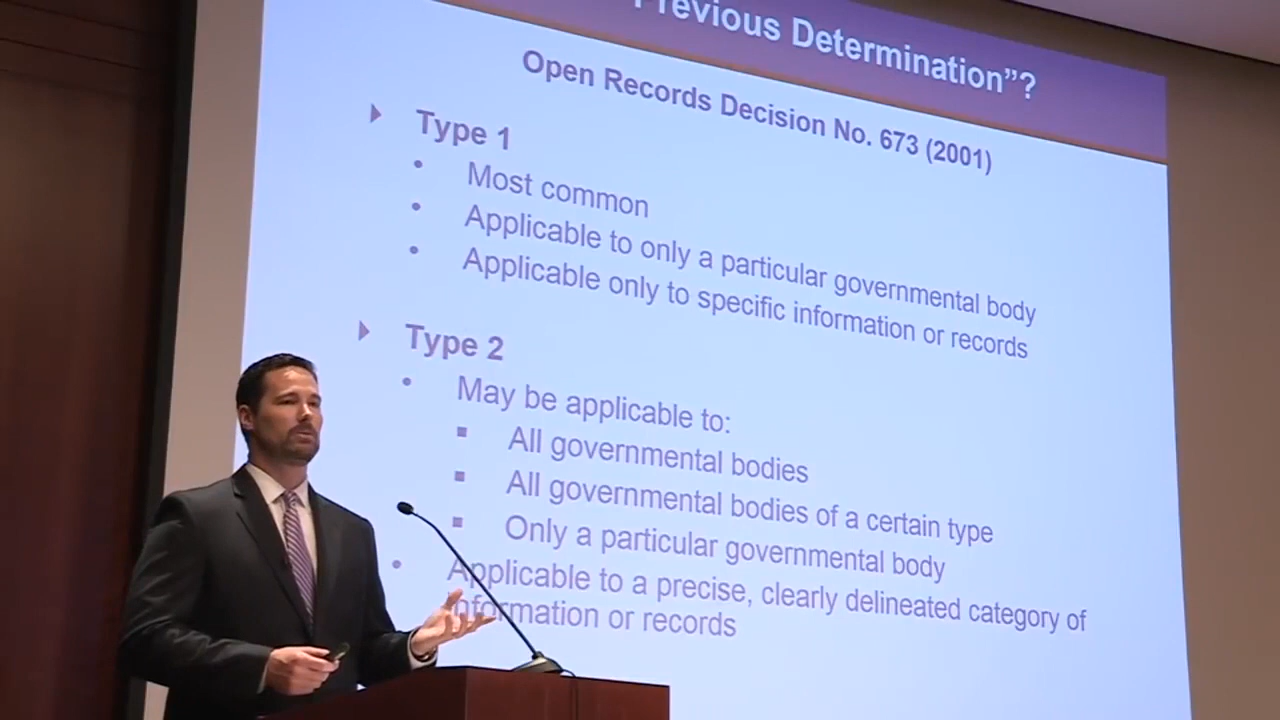 Previous Determination”?
Open Records Decision No. 673 (2001)
Type 1
Most common
Applicable to only a particular governmental body
Applicable only to specific information or records
Type 2
May be applicable to:
All governmental bodies
All governmental bodies of a certain type
Only a particular governmental body
Applicable to a precise, clearly delineated category of
information or records